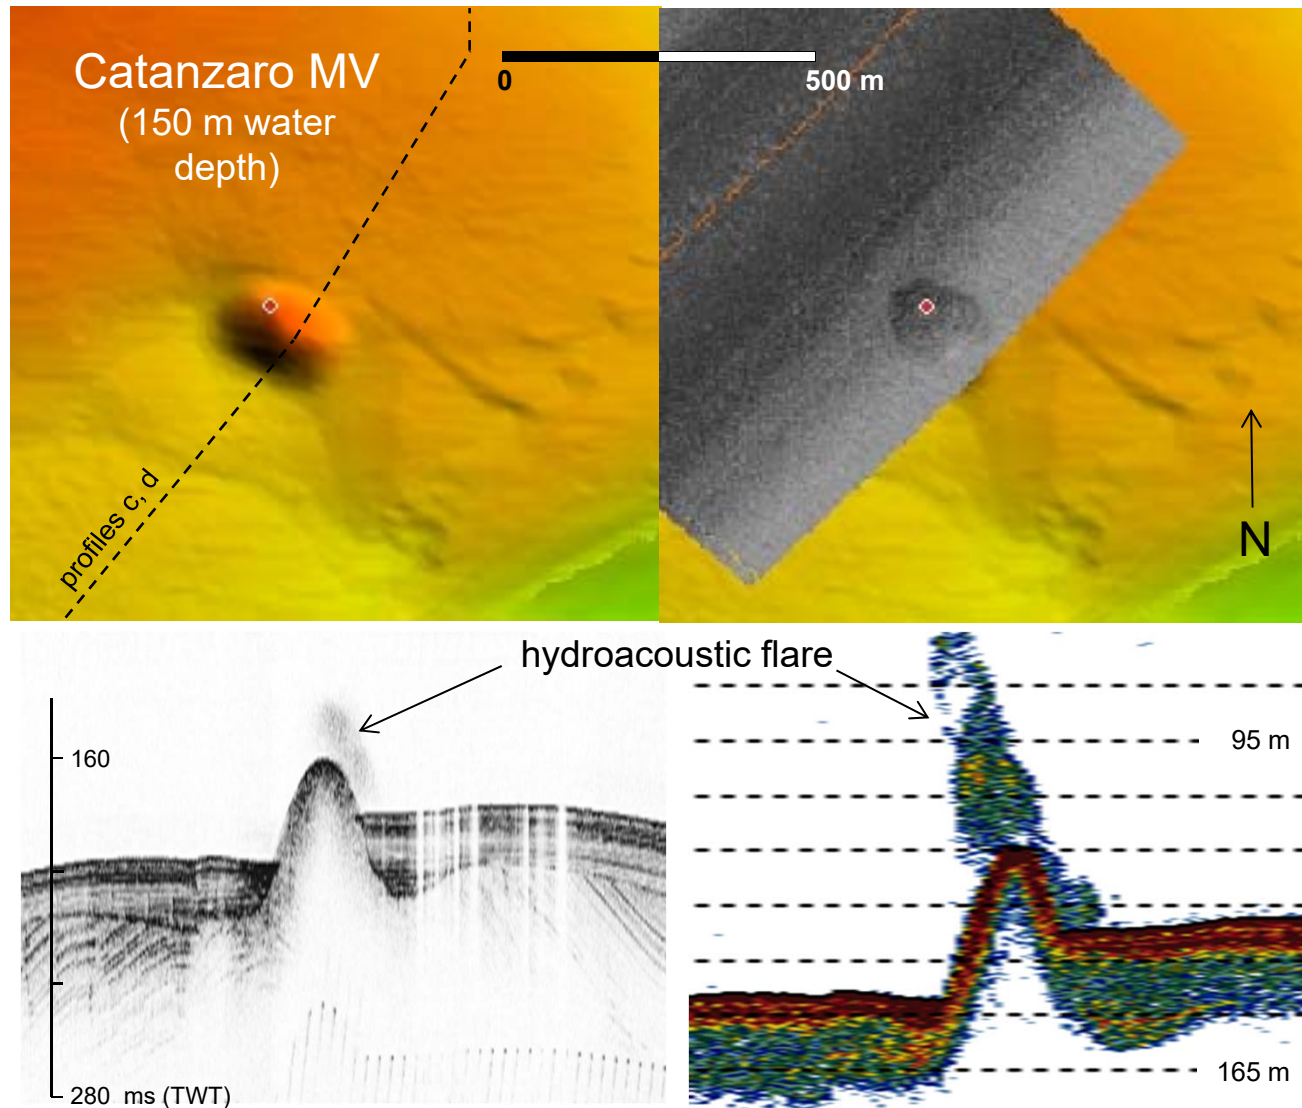 Catanzaro MV
(150 m water
depth)
0
500 m
profiles c, d
N
hydroacoustic flare
160
280 ms (TWT)
95 m
165 m